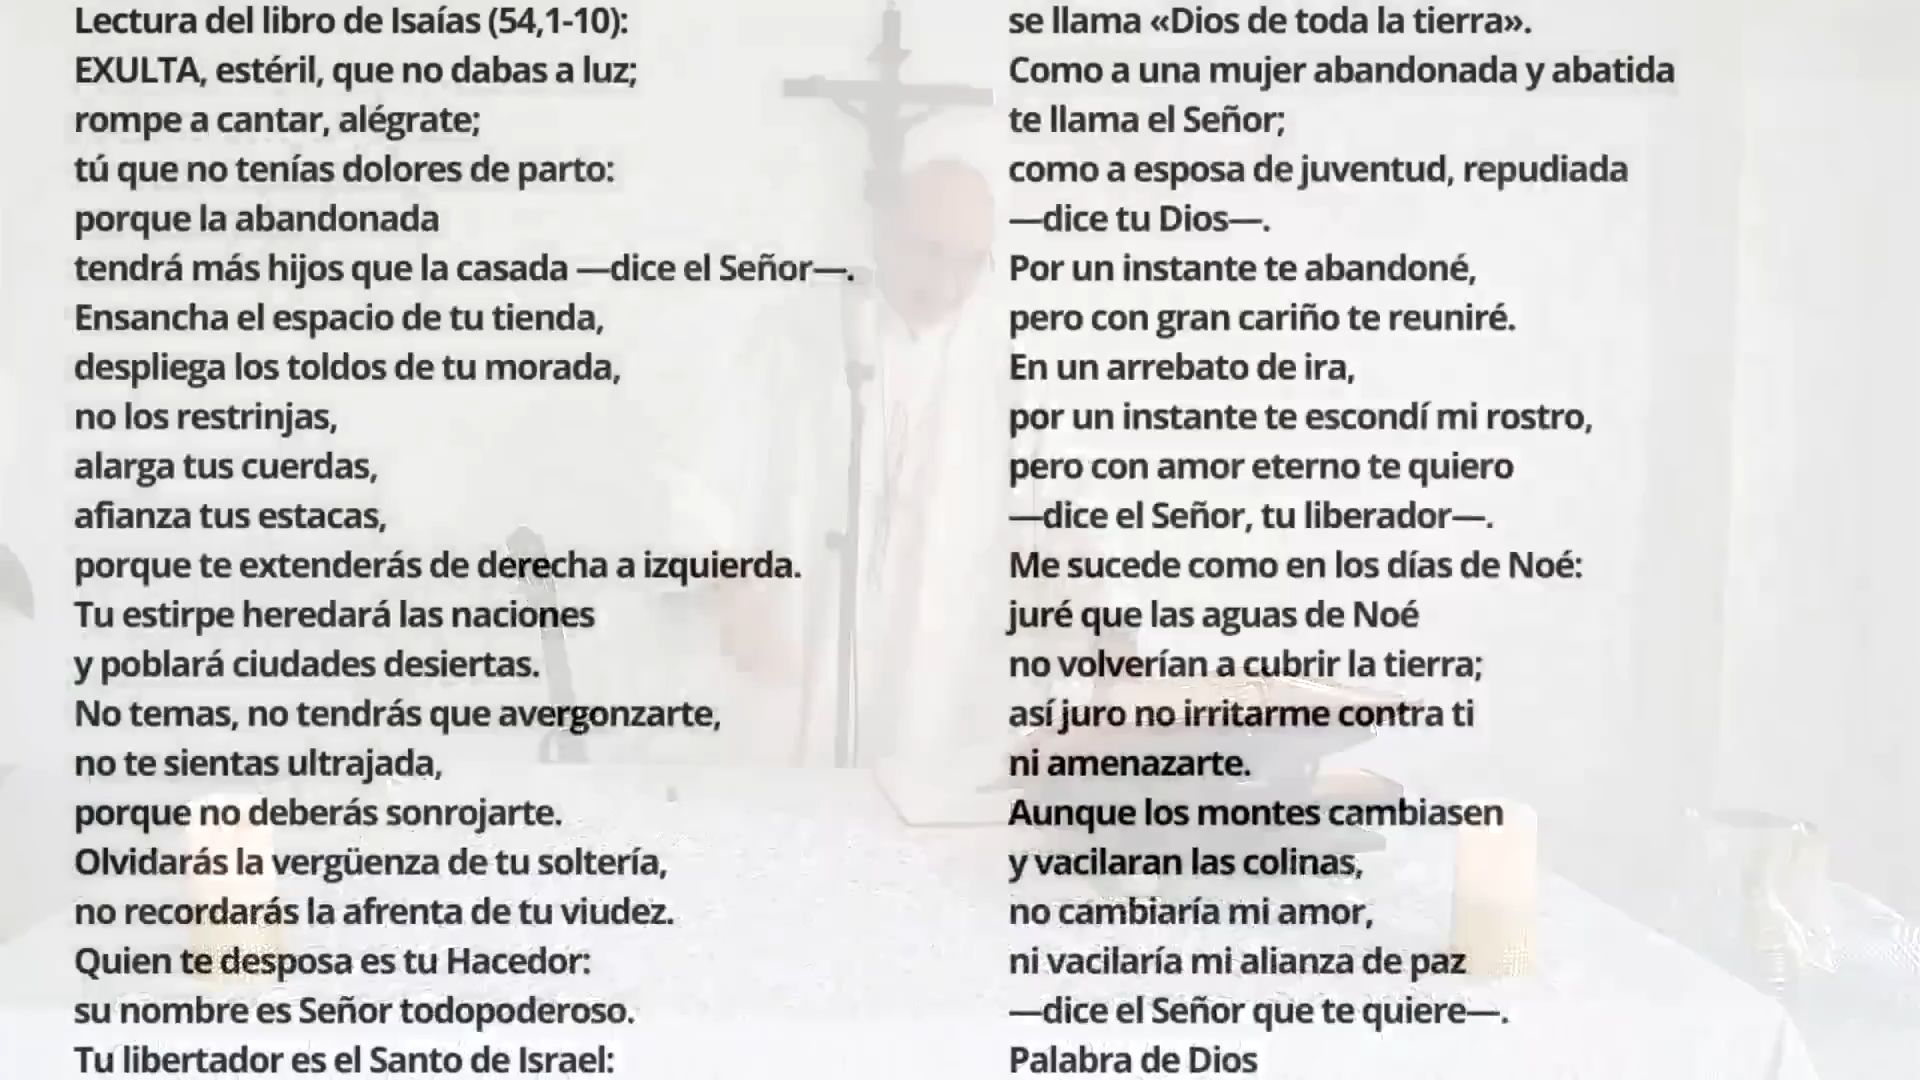 Lectura del libro de Isaías (54,1-10):
EXULTA, estéril, que no dabas a luz;
rompe a cantar, alégrate;
tú que no tenías dolores de parto:
porque la abandonada
tendrá más hijos que la casada —dice el Señor—.
Ensancha el espacio de tu tienda,
despliega los toldos de tu morada,
no los restrinjas,
alarga tus cuerdas,
afianza tus estacas,
porque te extenderás de derecha a izquierda.
Tu estirpe heredará las naciones
y poblará ciudades desiertas.
No temas, no tendrás que avergonzarte,
no te sientas ultrajada,
porque no deberás sonrojarte.
Olvidarás la vergüenza de tu soltería,
no recordarás la afrenta de tu viudez.
Quien te desposa es tu Hacedor:
su nombre es Señor todopoderoso.
Tu libertador es el Santo de Israel:
se llama «Dios de toda la tierra».
Como a una mujer abandonada y abatida
te llama el Señor;
como a esposa de juventud, repudiada
—dice tu Dios—.
Por un instante te abandoné,
pero con gran cariño te reuniré.
En un arrebato de ira,
por un instante te escondí mi rostro,
pero con amor eterno te quiero
—dice el Señor, tu liberador—.
Me sucede como en los días de Noé:
juré que las aguas de Noé
no volverían a cubrir la tierra;
así juro no irritarme contra ti
ni amenazarte.
Aunque los montes cambiasen
y vacilaran las colinas,
no cambiaría mi amor,
ni vacilaría mi alianza de paz
—dice el Señor que te quiere—.
Palabra de Dios